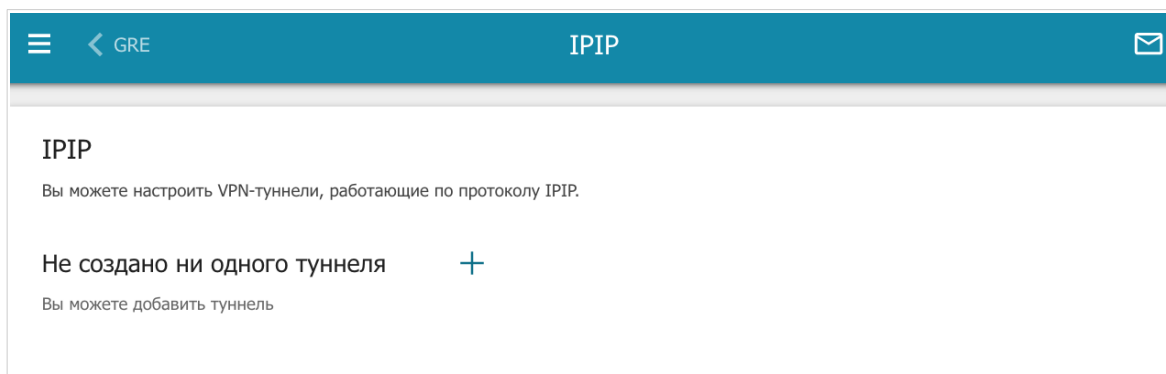 GRE
IPIP
IPIP
Вы можете настроить VPN-туннели, работающие по протоколу IPIP.
Не создано ни одного туннеля
Вы можете добавить туннель